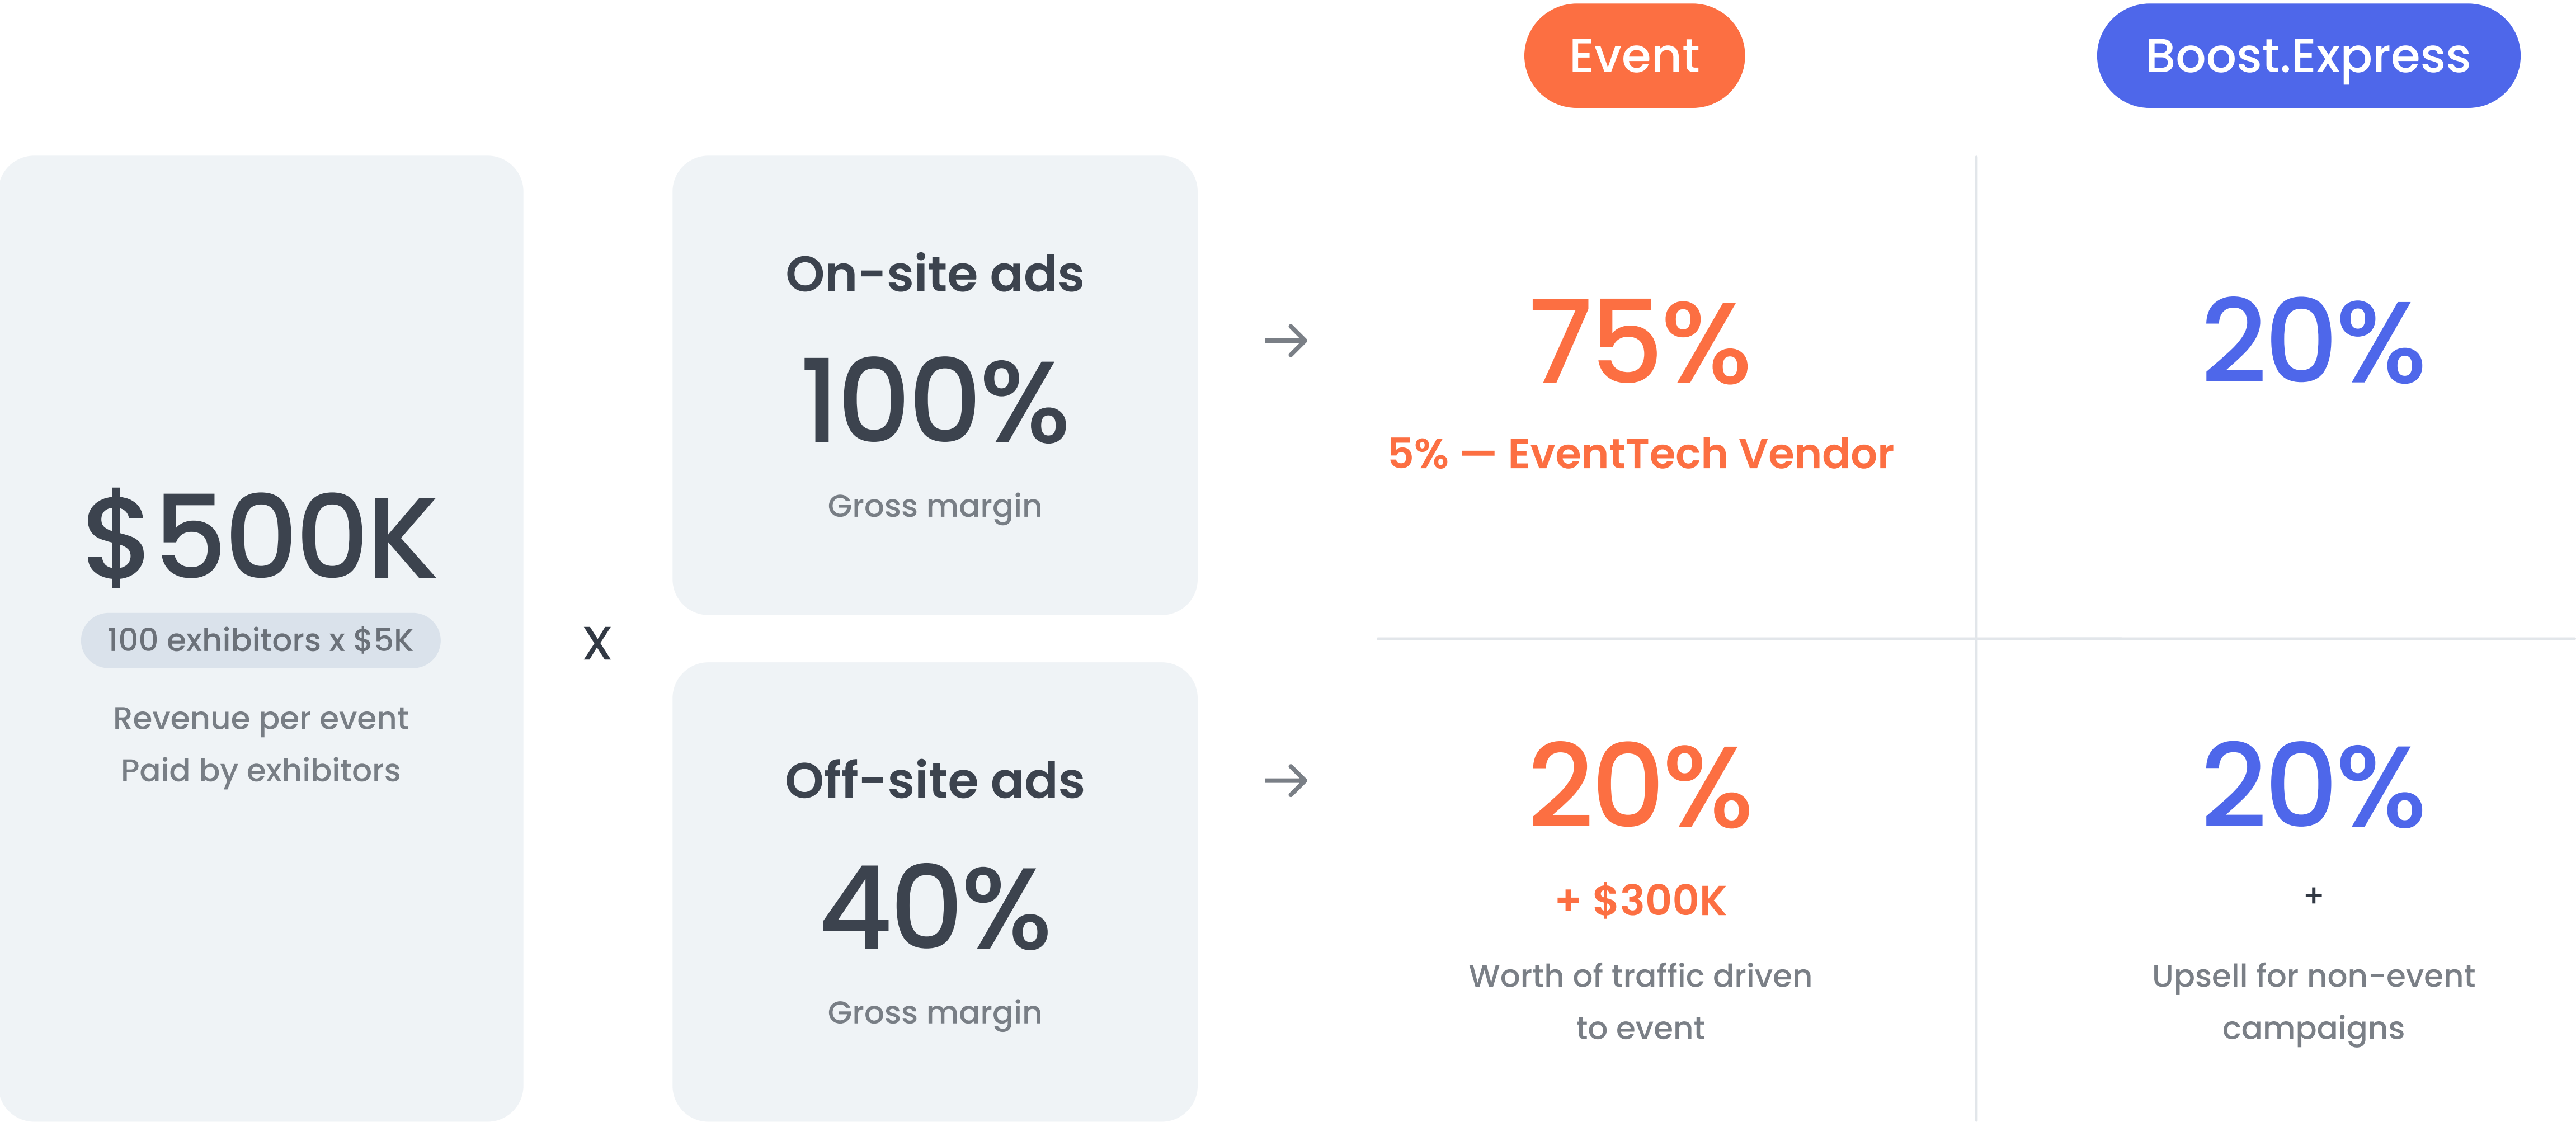 Event
Boost.Express
$500K
100 exhibitors x $5K
Revenue per event
Paid by exhibitors
X
On-site ads
100%
Gross margin
→
75%
5% — EventTech Vendor
20%
Off-site ads
40%
Gross margin
→
20%
+ $300K
Worth of traffic driven
to event
20%
+
Upsell for non-event
campaigns